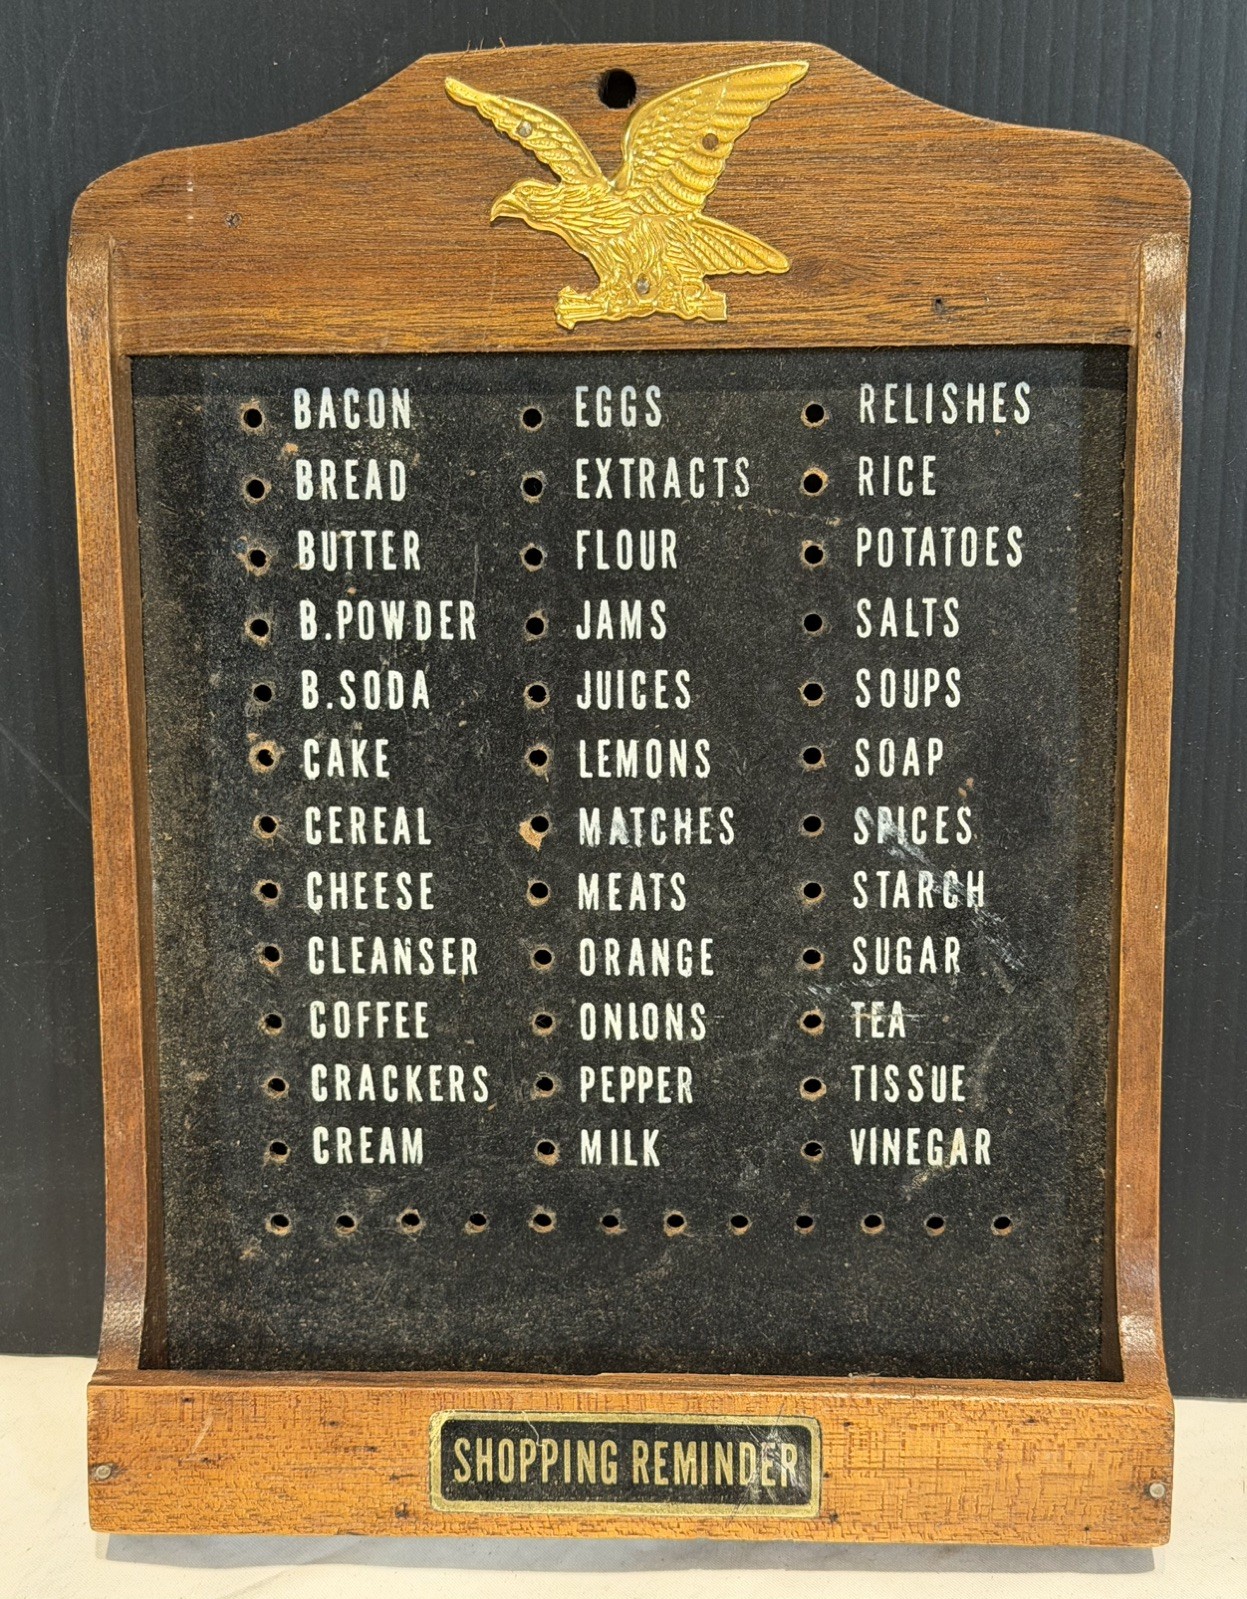 BACON
BREAD
BUTTER
B.POWDER
B.SODA
CAKE
CEREAL
CHEESE
CLEANSER
COFFEE
CRACKERS
CREAM
EGGS
EXTRACTS
FLOUR
JAMS
JUICES
LEMONS
MATCHES
MEATS
ORANGE
ONIONS
PEPPER
MILK
RELISHES
RICE
POTATOES
SALTS
SOUPS
SOAP
SPICES
STARCH
SUGAR
TEA
TISSUE
VINEGAR
SHOPPING REMINDER